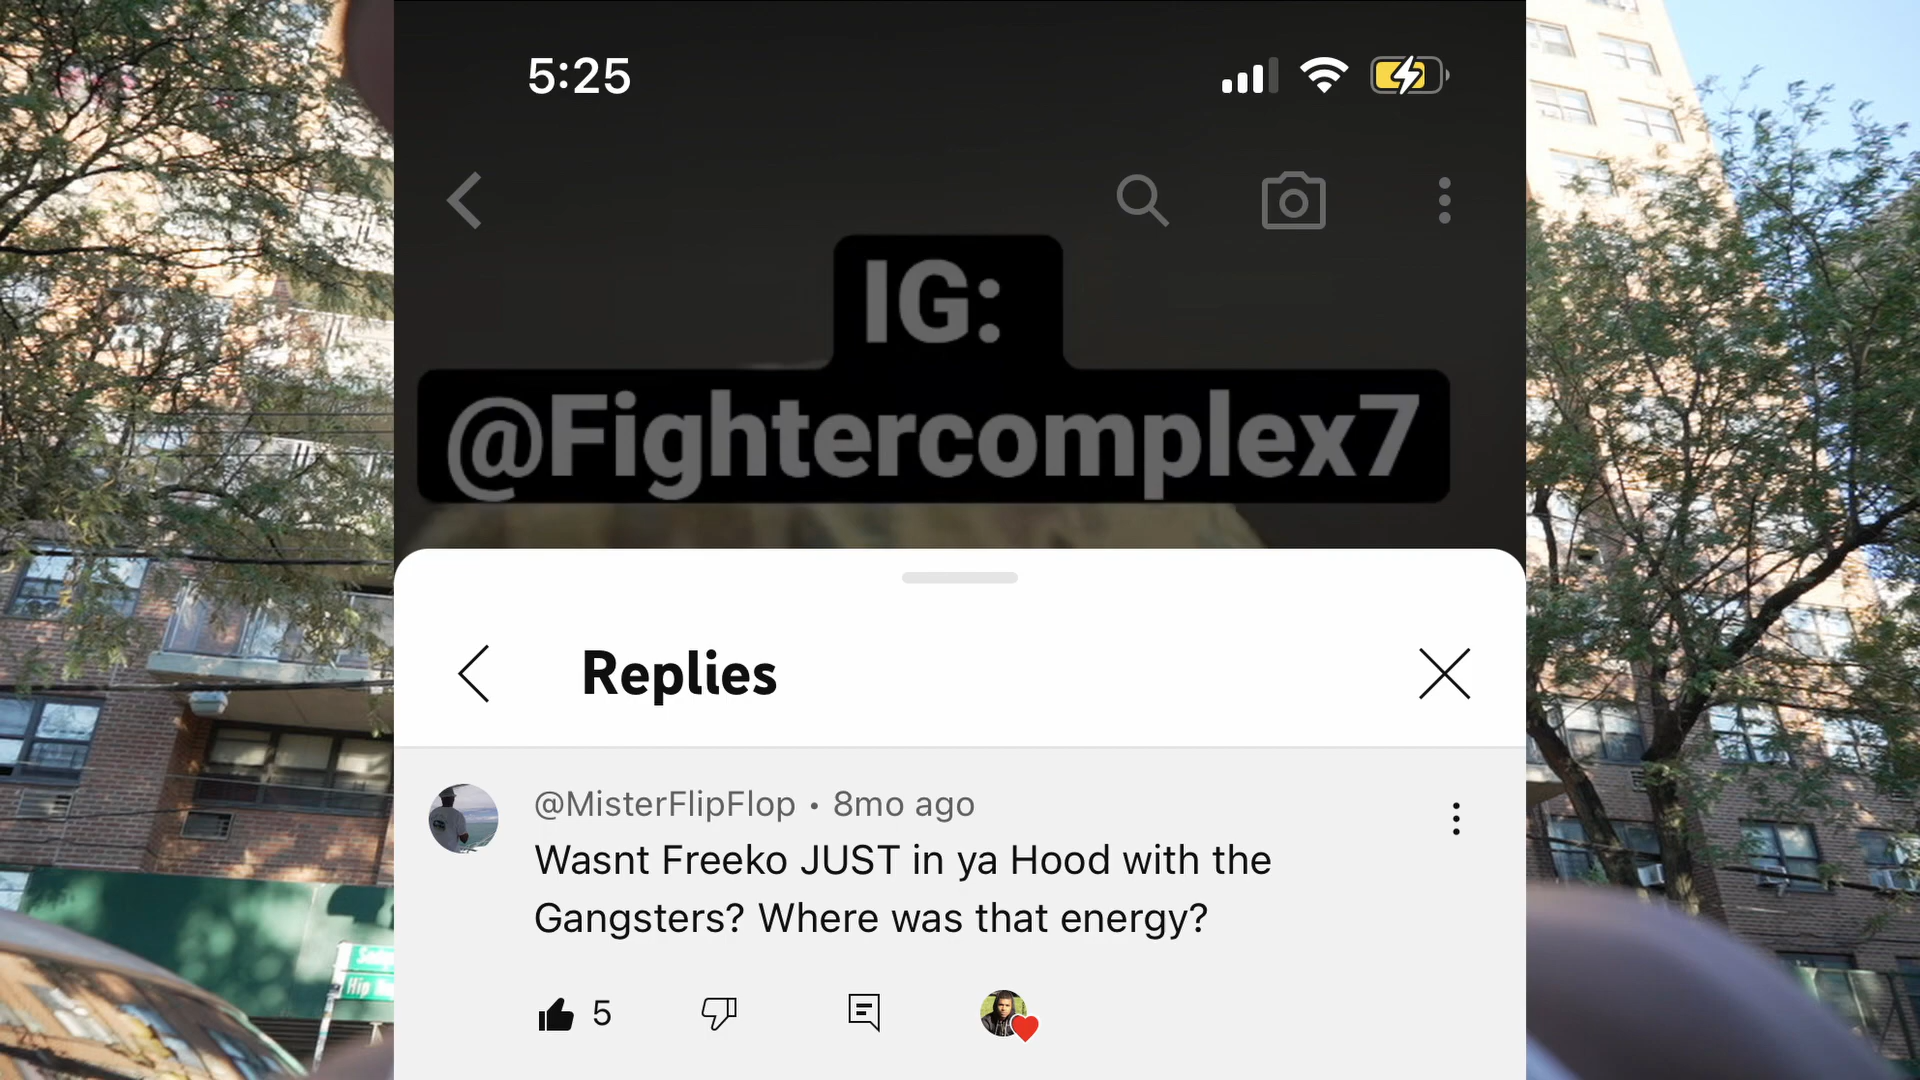 5:25
IG:
@Fightercomplex7
Replies
@MisterFlipFlop • 8mo ago
Wasnt Freeko JUST in ya Hood with the
Gangsters? Where was that energy?
5
Hip